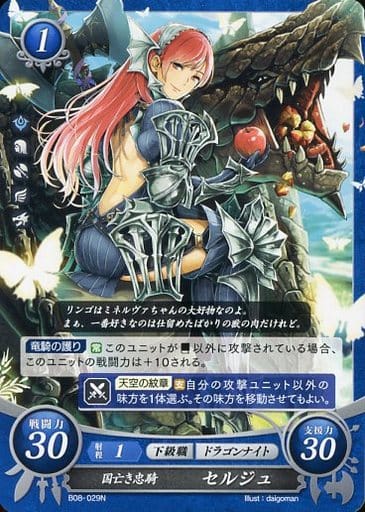 1
リンゴはミネルヴァちゃんの大好物なのよ。
まぁ、一番好きなのは仕留めたばかりの獣の肉だけれど。
竜騎の護り 常 このユニットが■以外に攻撃されている場合、
このユニットの戦闘力は+10される。
天空の紋章 支 自分の攻撃ユニット以外の
味方を1体選ぶ。その味方を移動させてもよい。
戦闘力
30
射程 1 下級職 ドラゴンナイト
支援力
30
国亡き忠騎 セルジュ
B08-029N
Illust : daigoman